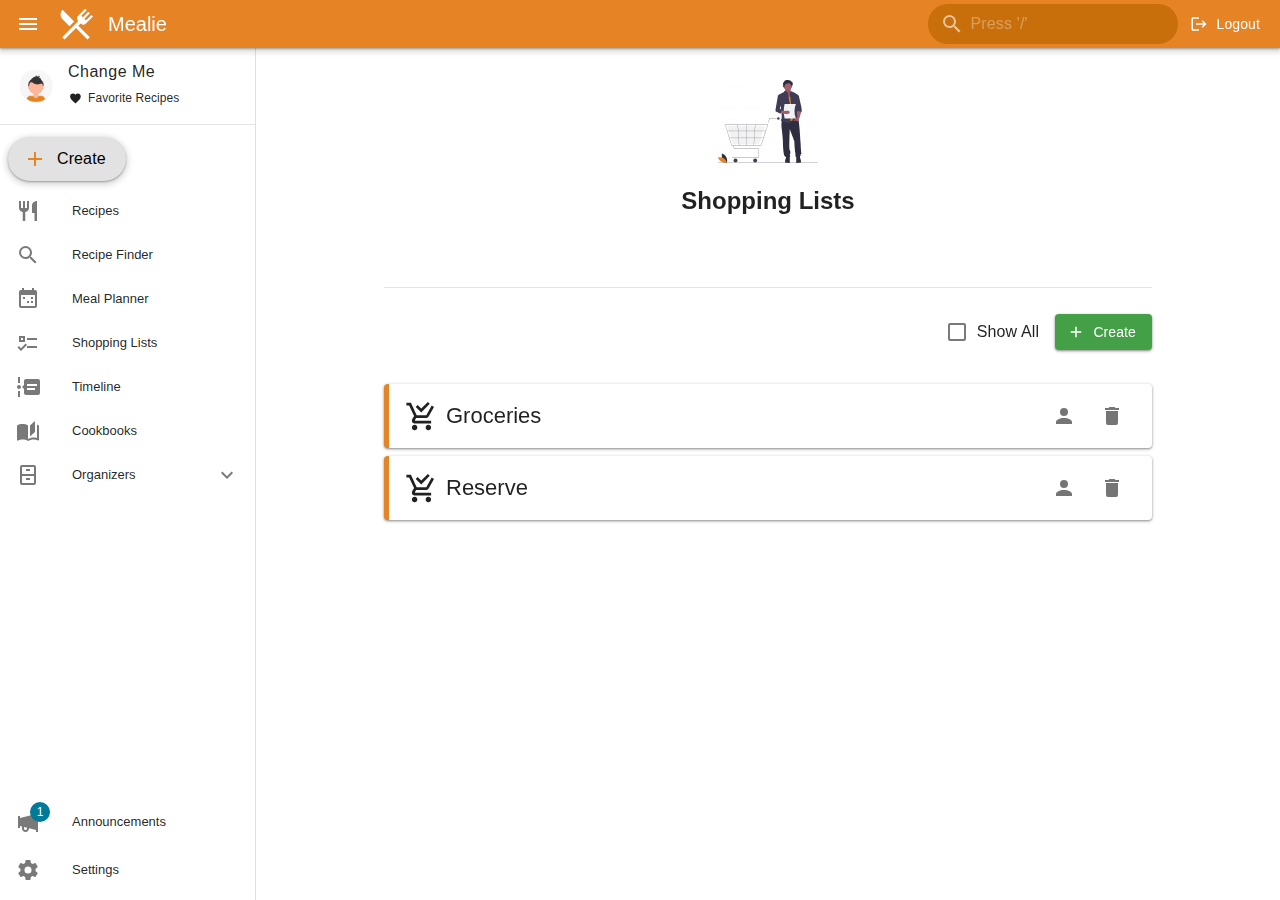 Mealie
Press '/'
Logout
Change Me
Favorite Recipes
Create
Recipes
Recipe Finder
Meal Planner
Shopping Lists
Timeline
Cookbooks
Organizers
1
Announcements
Settings
Shopping Lists
Show All
Create
Groceries
Reserve